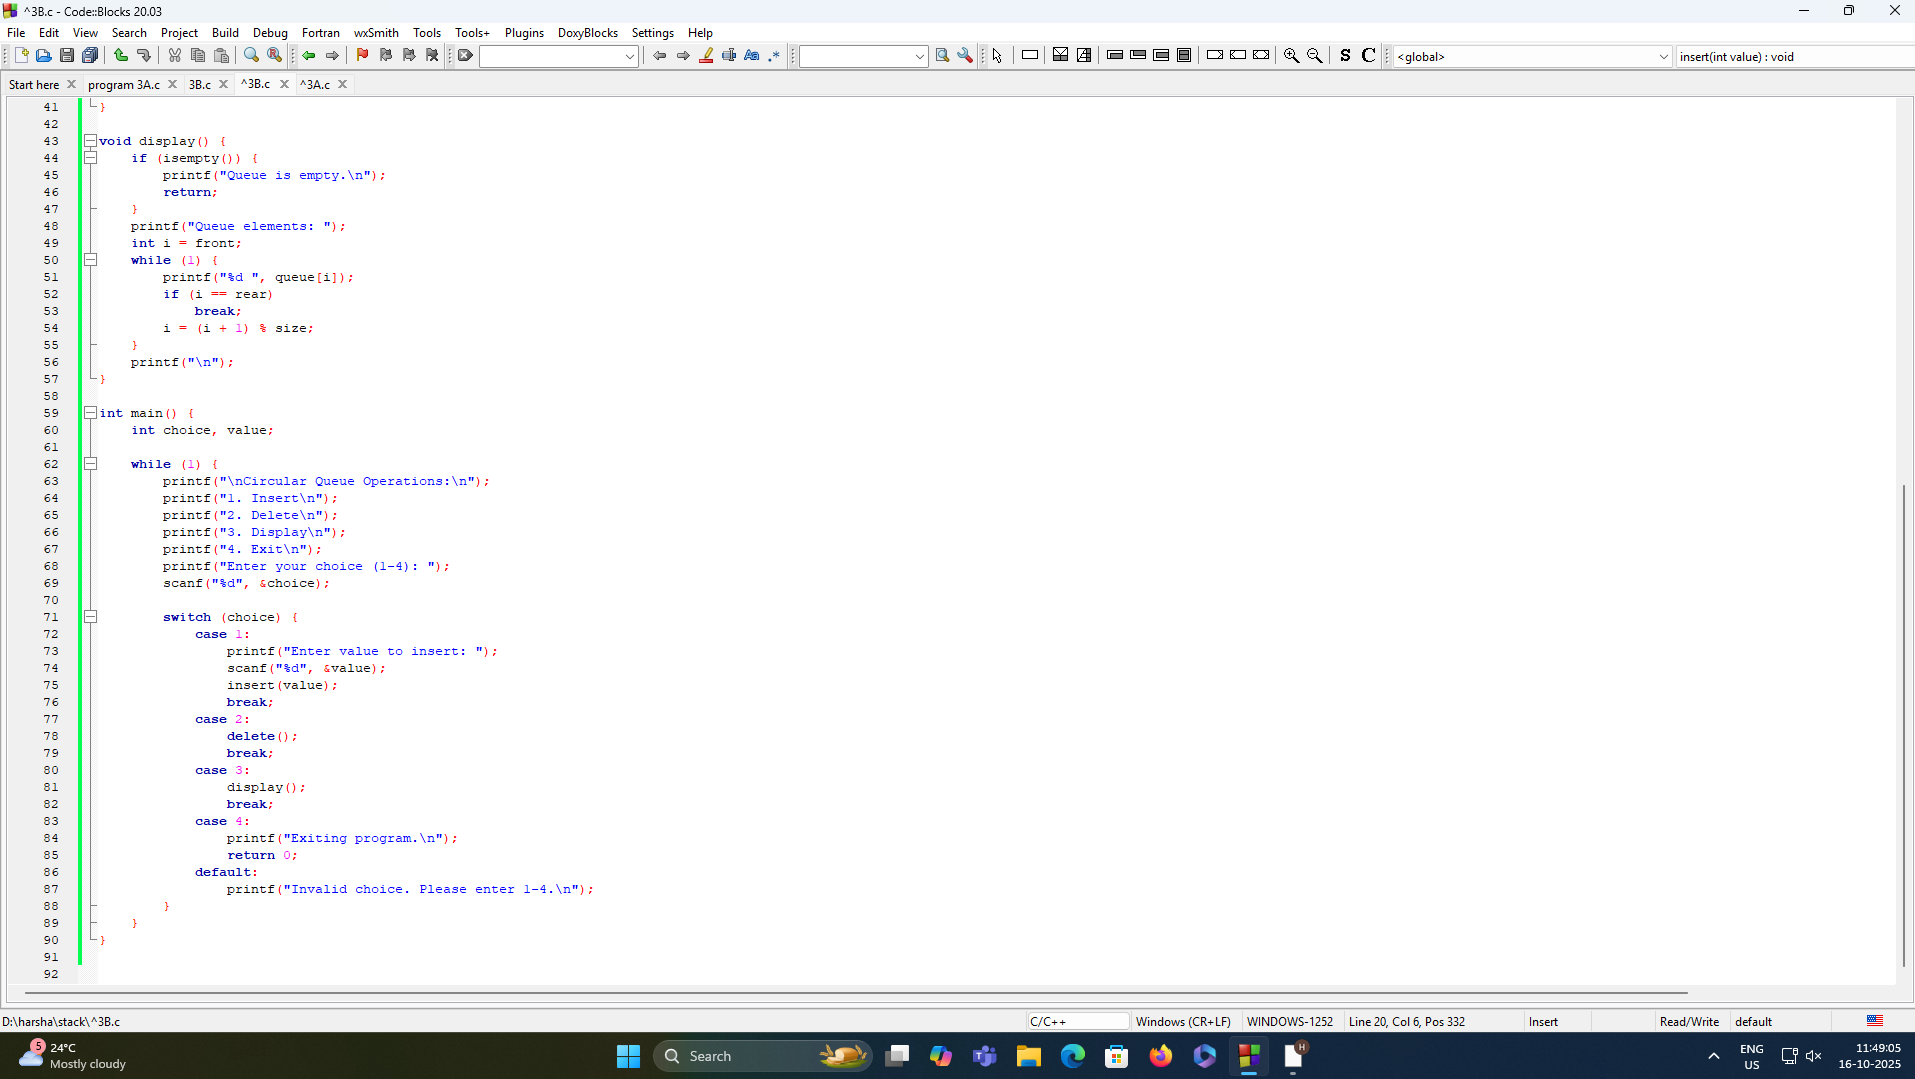 ^3B.c - Code::Blocks 20.03
File Edit View Search Project Build Debug Fortran wxSmith Tools Tools+ Plugins DoxyBlocks Settings Help
<global> insert(int value) : void
Start here program 3A.c 3B.c ^3B.c ^3A.c
41 }
42
43 void display() {
44     if (isempty()) {
45         printf("Queue is empty.\n");
46         return;
47     }
48     printf("Queue elements: ");
49     int i = front;
50     while (1) {
51         printf("%d ", queue[i]);
52         if (i == rear)
53             break;
54         i = (i + 1) % size;
55     }
56     printf("\n");
57 }
58
59 int main() {
60     int choice, value;
61
62     while (1) {
63         printf("\nCircular Queue Operations:\n");
64         printf("1. Insert\n");
65         printf("2. Delete\n");
66         printf("3. Display\n");
67         printf("4. Exit\n");
68         printf("Enter your choice (1-4): ");
69         scanf("%d", &choice);
70
71         switch (choice) {
72             case 1:
73                 printf("Enter value to insert: ");
74                 scanf("%d", &value);
75                 insert(value);
76                 break;
77             case 2:
78                 delete();
79                 break;
80             case 3:
81                 display();
82                 break;
83             case 4:
84                 printf("Exiting program.\n");
85                 return 0;
86             default:
87                 printf("Invalid choice. Please enter 1-4.\n");
88         }
89     }
90 }
91
92
D:\harsha\stack\^3B.c C/C++ Windows (CR+LF) WINDOWS-1252 Line 20, Col 6, Pos 332 Insert Read/Write default
5 24°C
Mostly cloudy
Search
H
ENG
US
11:49:05
16-10-2025